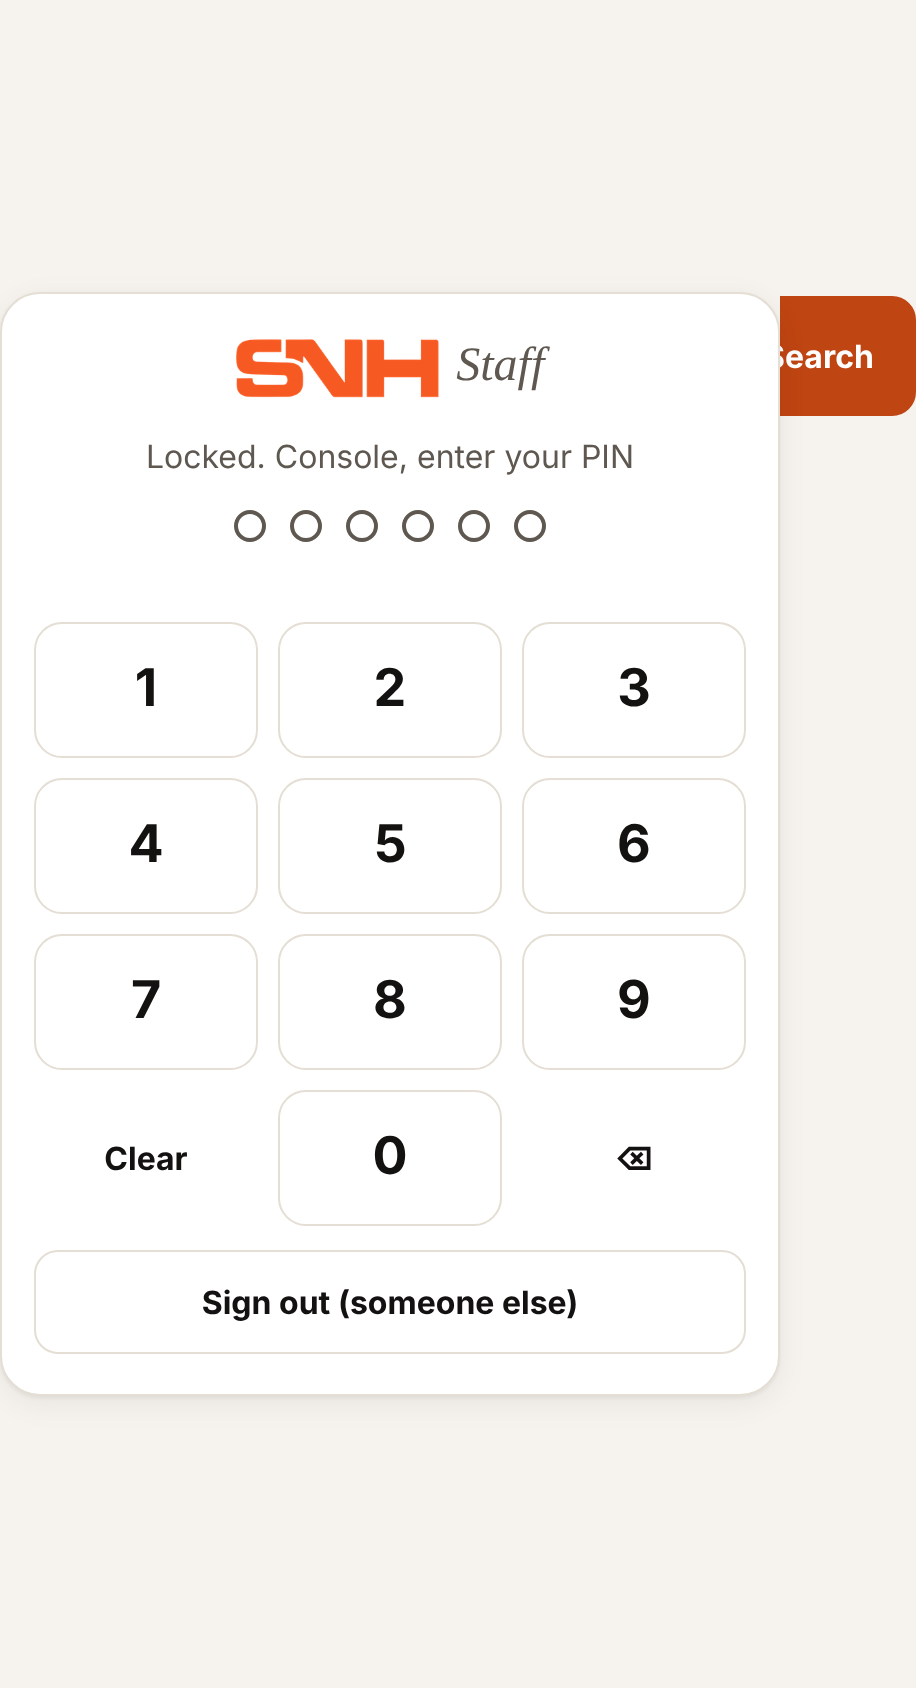 SNH Staff
Search
Locked. Console, enter your PIN
1 2 3
4 5 6
7 8 9
Clear 0
Sign out (someone else)